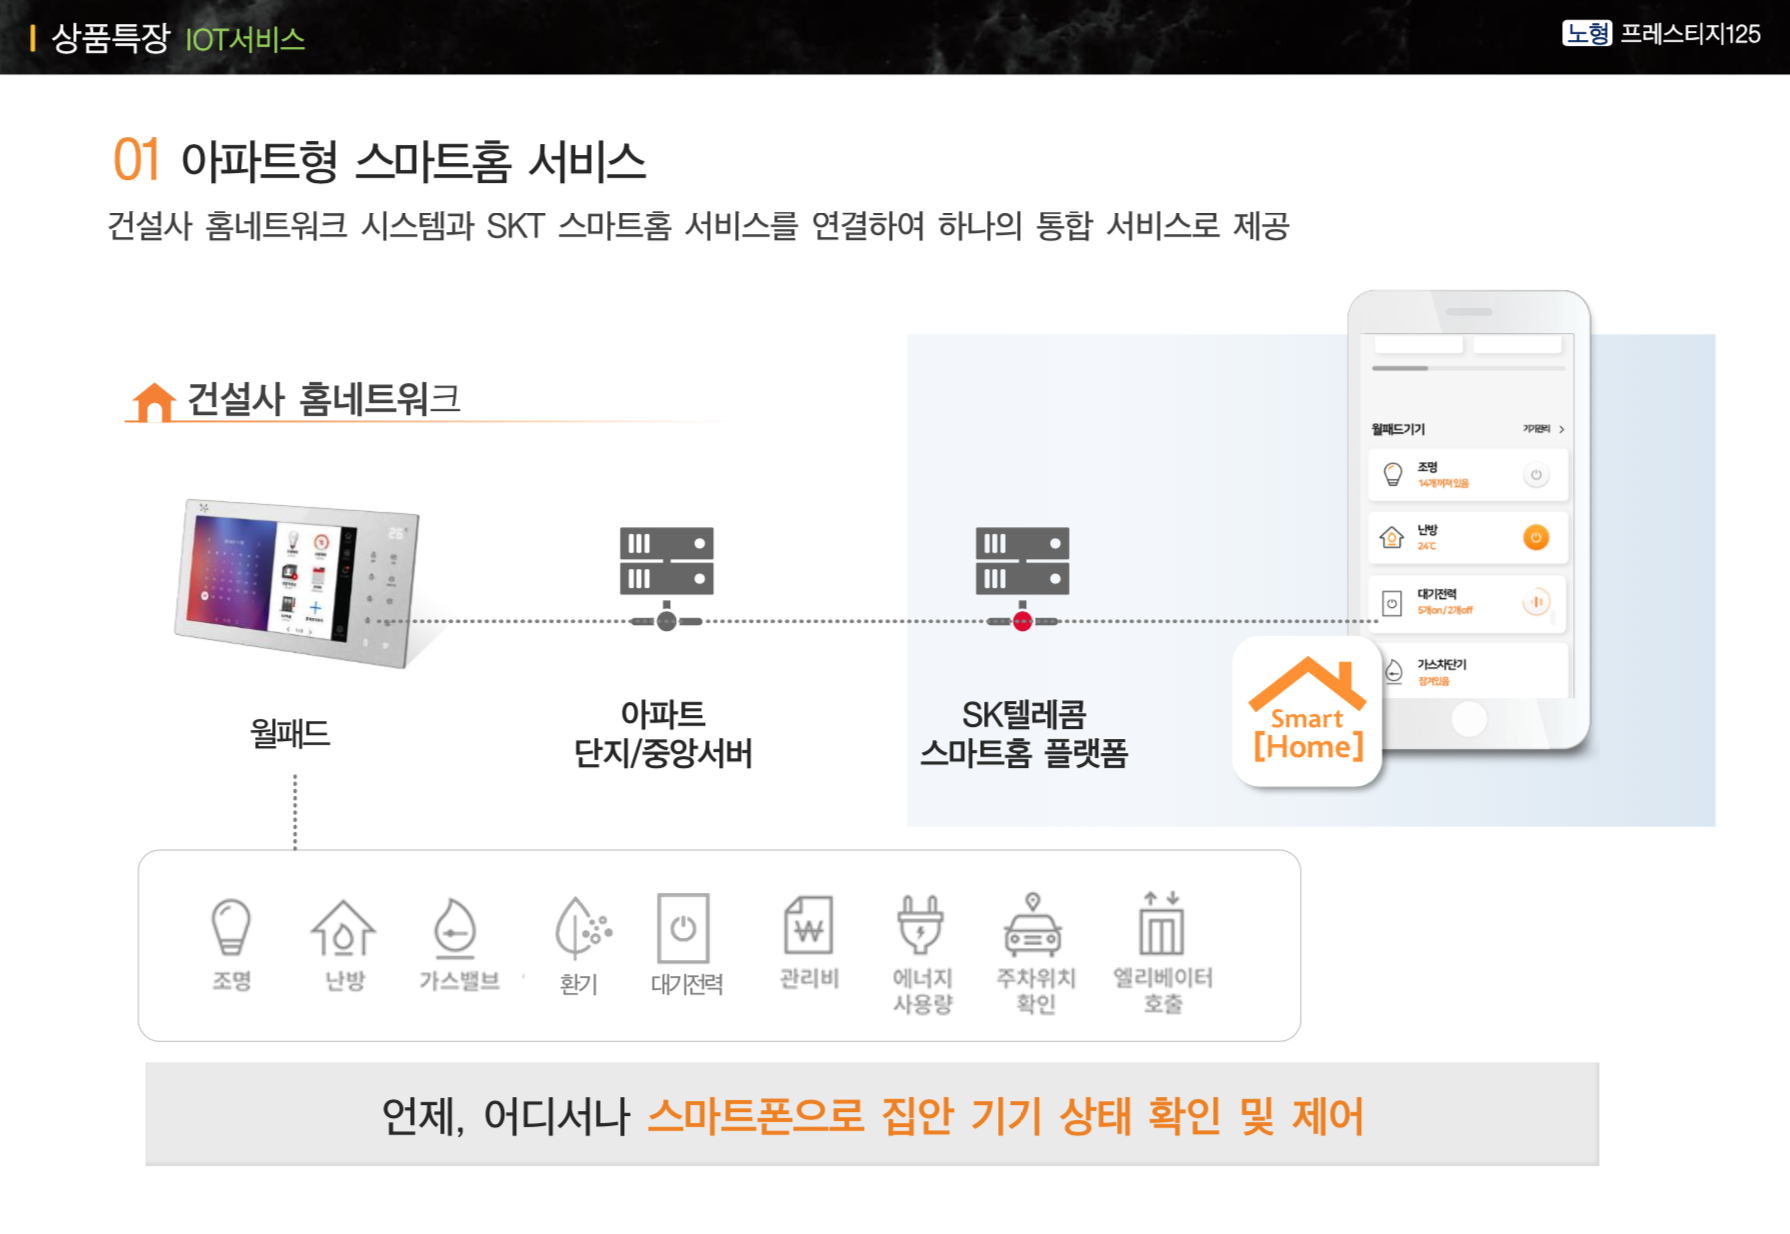 상품특장 IOT서비스
노형 프레스티지125
01 아파트형 스마트홈 서비스
건설사 홈네트워크 시스템과 SKT 스마트홈 서비스를 연결하여 하나의 통합 서비스로 제공
건설사 홈네트워크
월패드기기 기기관리 >
조명
14개 꺼져 있음
난방
24℃
대기전력
5개on / 2개off
가스차단기
잠겨있음
Smart
[Home]
월패드
아파트
단지/중앙서버
SK텔레콤
스마트홈 플랫폼
조명
난방
가스밸브
환기
대기전력
관리비
에너지
사용량
주차위치
확인
엘리베이터
호출
언제, 어디서나 스마트폰으로 집안 기기 상태 확인 및 제어